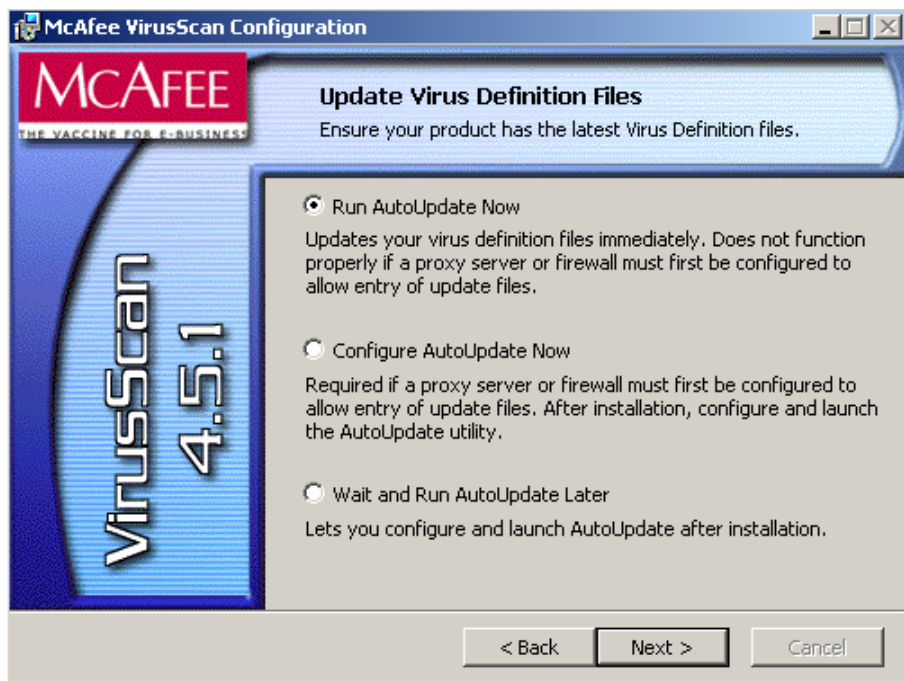 McAfee VirusScan Configuration
McAFEE
THE VACCINE FOR E-BUSINESS
Update Virus Definition Files
Ensure your product has the latest Virus Definition files.
VirusScan
4.5.1
Run AutoUpdate Now
Updates your virus definition files immediately. Does not function
properly if a proxy server or firewall must first be configured to
allow entry of update files.
Configure AutoUpdate Now
Required if a proxy server or firewall must first be configured to
allow entry of update files. After installation, configure and launch
the AutoUpdate utility.
Wait and Run AutoUpdate Later
Lets you configure and launch AutoUpdate after installation.
< Back
Next >
Cancel